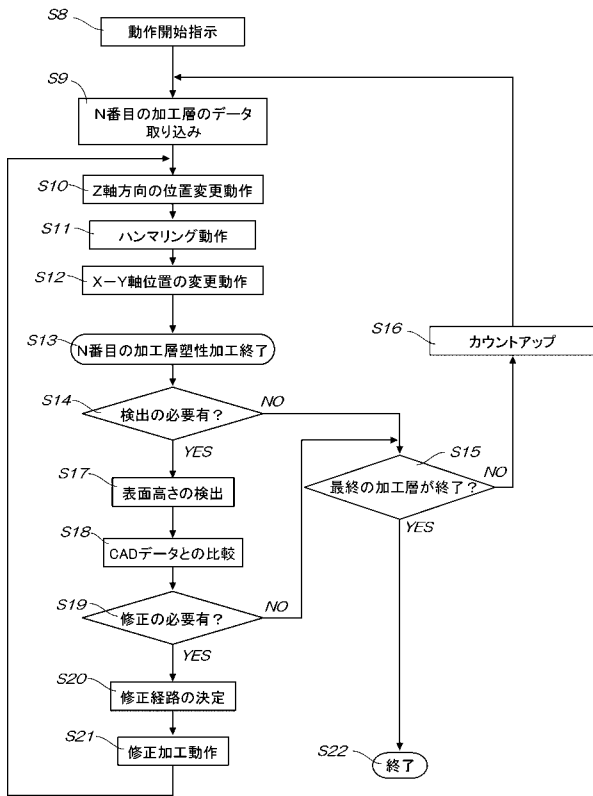 S8
動作開始指示
S9
N番目の加工層のデータ
取り込み
S10
Z軸方向の位置変更動作
S11
ハンマリング動作
S12
X－Y軸位置の変更動作
S13
N番目の加工層塑性加工終了
S14
検出の必要有？
NO
YES
S15
最終の加工層が終了？
NO
YES
S16
カウントアップ
S17
表面高さの検出
S18
CADデータとの比較
S19
修正の必要有？
NO
YES
S20
修正経路の決定
S21
修正加工動作
S22
終了